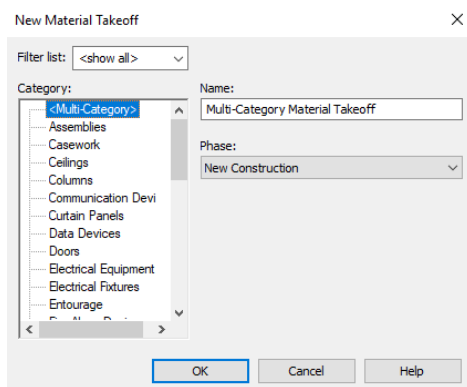 New Material Takeoff
Filter list: <show all>
Category:
<Multi-Category>
Assemblies
Casework
Ceilings
Columns
Communication Devi
Curtain Panels
Data Devices
Doors
Electrical Equipment
Electrical Fixtures
Entourage
Name:
Multi-Category Material Takeoff
Phase:
New Construction
OK Cancel Help